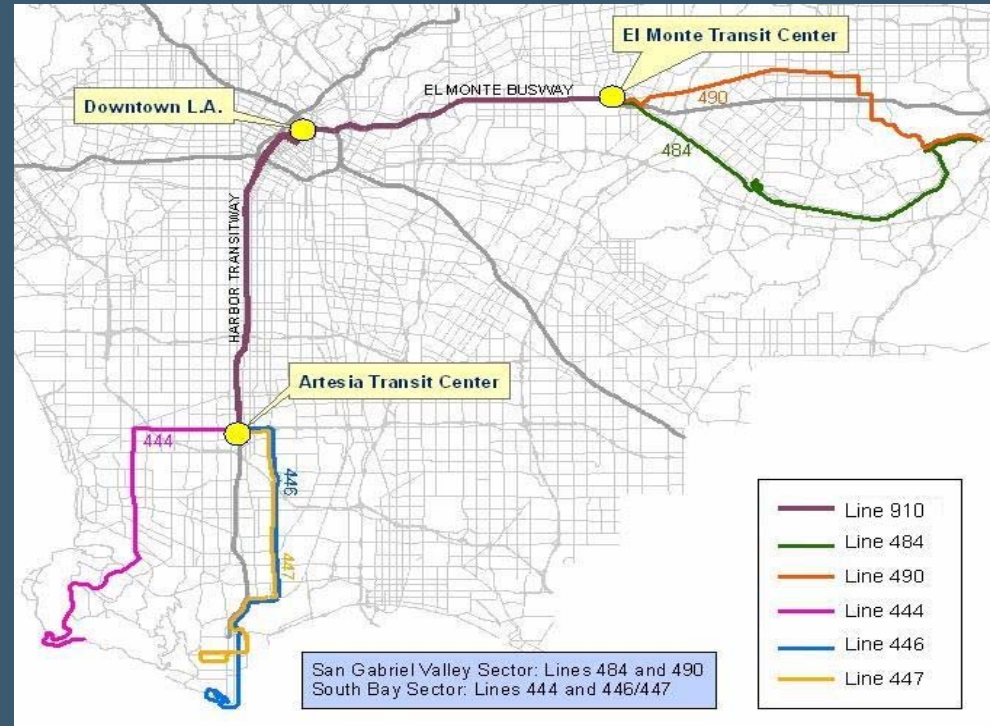 El Monte Transit Center
EL MONTE BUSWAY
490
Downtown L.A.
484
HARBOR TRANSITWAY
Artesia Transit Center
444
446
447
Line 910
Line 484
Line 490
Line 444
Line 446
Line 447
San Gabriel Valley Sector: Lines 484 and 490
South Bay Sector: Lines 444 and 446/447